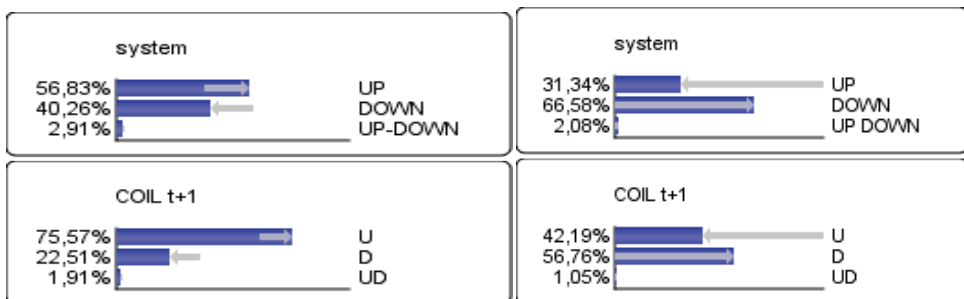 system
56,83% UP
40,26% DOWN
2,91% UP-DOWN
system
31,34% UP
66,58% DOWN
2,08% UP DOWN
COIL t+1
75,57% U
22,51% D
1,91% UD
COIL t+1
42,19% U
56,76% D
1,05% UD